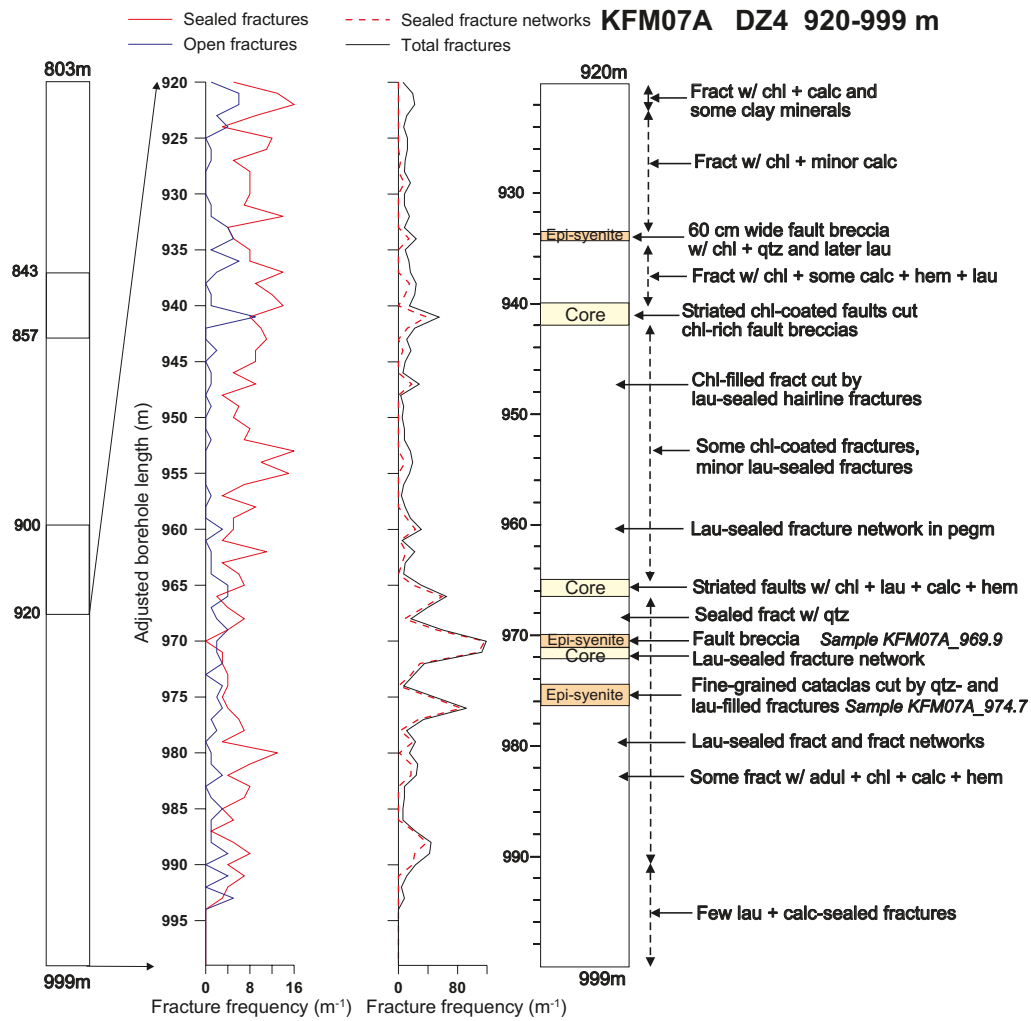 Sealed fractures
Open fractures
Sealed fracture networks
Total fractures
KFM07A DZ4 920-999 m
803m
843
857
900
920
999m
Adjusted borehole length (m)
920
925
930
935
940
945
950
955
960
965
970
975
980
985
990
995
0 8 16
Fracture frequency (m-1)
0 80
Fracture frequency (m-1)
920m
930
940
950
960
970
980
990
999m
Epi-syenite
Core
Core
Epi-syenite
Core
Epi-syenite
Fract w/ chl + calc and
some clay minerals
Fract w/ chl + minor calc
60 cm wide fault breccia
w/ chl + qtz and later lau
Fract w/ chl + some calc + hem + lau
Striated chl-coated faults cut
chl-rich fault breccias
Chl-filled fract cut by
lau-sealed hairline fractures
Some chl-coated fractures,
minor lau-sealed fractures
Lau-sealed fracture network in pegm
Striated faults w/ chl + lau + calc + hem
Sealed fract w/ qtz
Fault breccia Sample KFM07A_969.9
Lau-sealed fracture network
Fine-grained cataclas cut by qtz- and
lau-filled fractures Sample KFM07A_974.7
Lau-sealed fract and fract networks
Some fract w/ adul + chl + calc + hem
Few lau + calc-sealed fractures